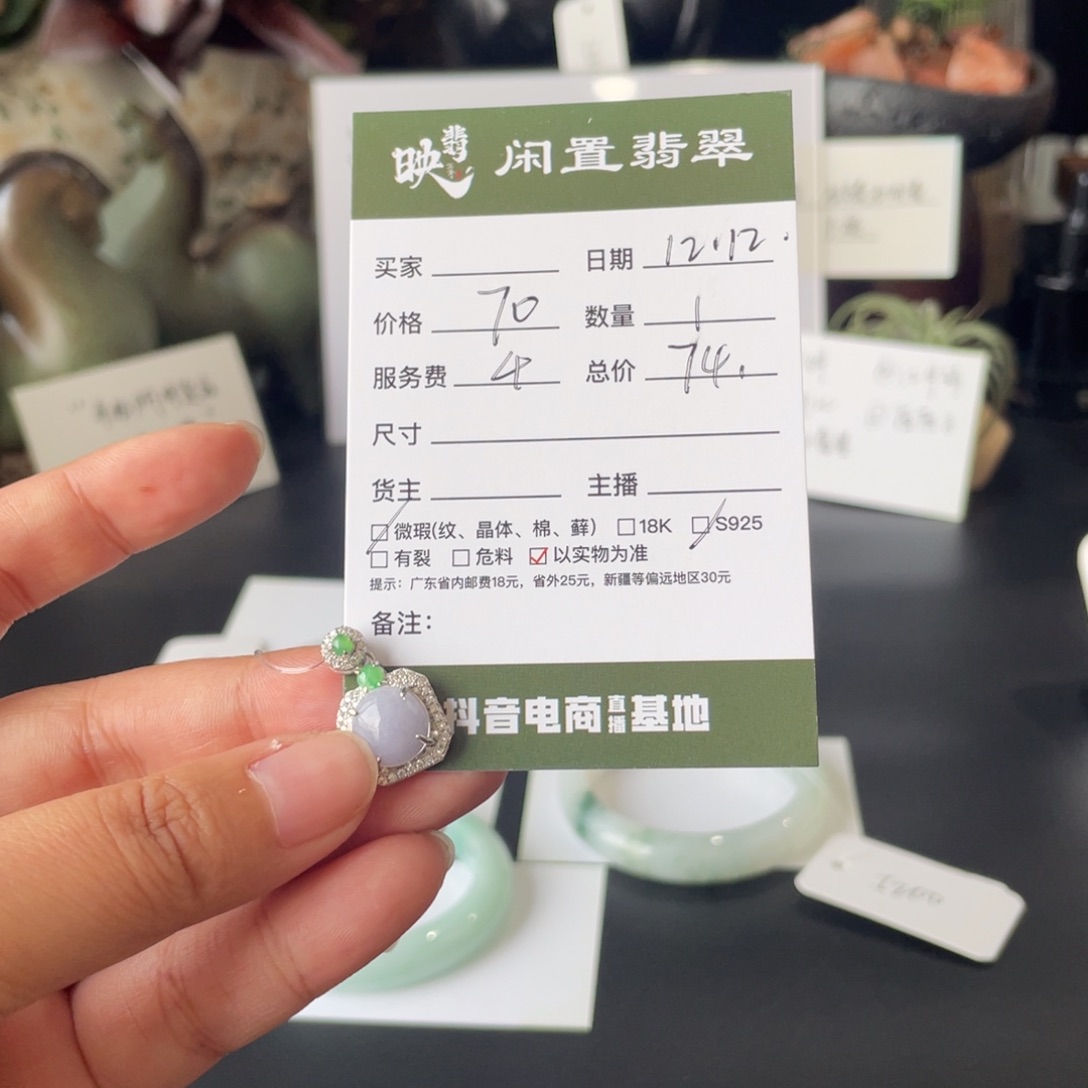 映翡 闲置翡翠
买家 日期 12.12.
价格 70 数量 1
服务费 4 总价 74.
尺寸
货主 主播
微瑕(纹、晶体、棉、藓) 18K S925
有裂 危料 以实物为准
提示：广东省内邮费18元，省外25元，新疆等偏远地区30元
备注：
抖音电商直播基地